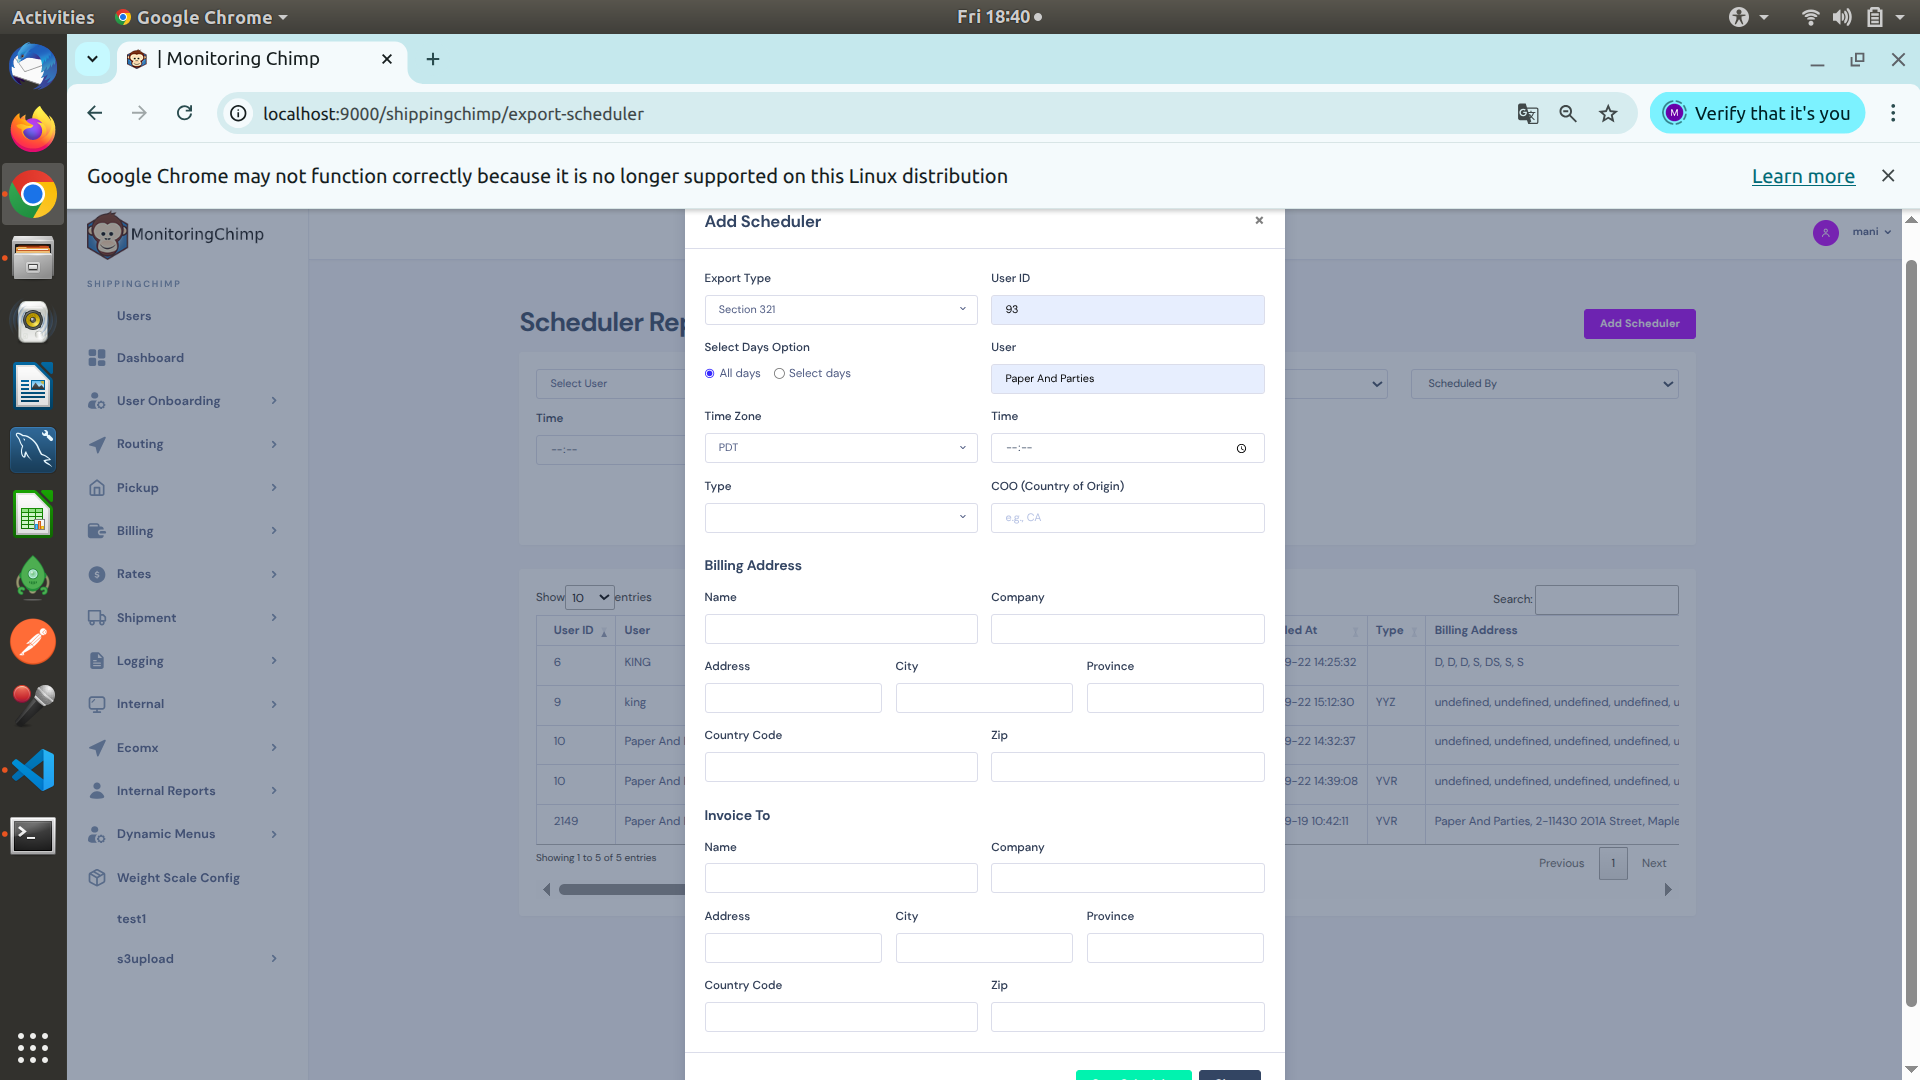 Activities
Google Chrome
Fri 18:40
| Monitoring Chimp
localhost:9000/shippingchimp/export-scheduler
M
Verify that it's you
Google Chrome may not function correctly because it is no longer supported on this Linux distribution
Learn more
MonitoringChimp
mani
SHIPPINGCHIMP
Users
Dashboard
User Onboarding
Routing
Pickup
Billing
Rates
Shipment
Logging
Internal
Ecomx
Internal Reports
Dynamic Menus
Weight Scale Config
test1
s3upload
Scheduler Rep
Add Scheduler
Select User
Scheduled By
Time
--:--
Show 10 entries
Search:
User ID
User
led At
Type
Billing Address
6
KING
9-22 14:25:32
D, D, D, S, DS, S, S
9
king
9-22 15:12:30
YYZ
undefined, undefined, undefined, undefined, u
10
Paper And
9-22 14:32:37
undefined, undefined, undefined, undefined, u
10
Paper And
9-22 14:39:08
YVR
undefined, undefined, undefined, undefined, u
2149
Paper And
9-19 10:42:11
YVR
Paper And Parties, 2-11430 201A Street, Maple
Showing 1 to 5 of 5 entries
Previous
1
Next
Add Scheduler
×
Export Type
User ID
Section 321
93
Select Days Option
User
All days
Select days
Paper And Parties
Time Zone
Time
PDT
--:--
Type
COO (Country of Origin)
e.g., CA
Billing Address
Name
Company
Address
City
Province
Country Code
Zip
Invoice To
Name
Company
Address
City
Province
Country Code
Zip